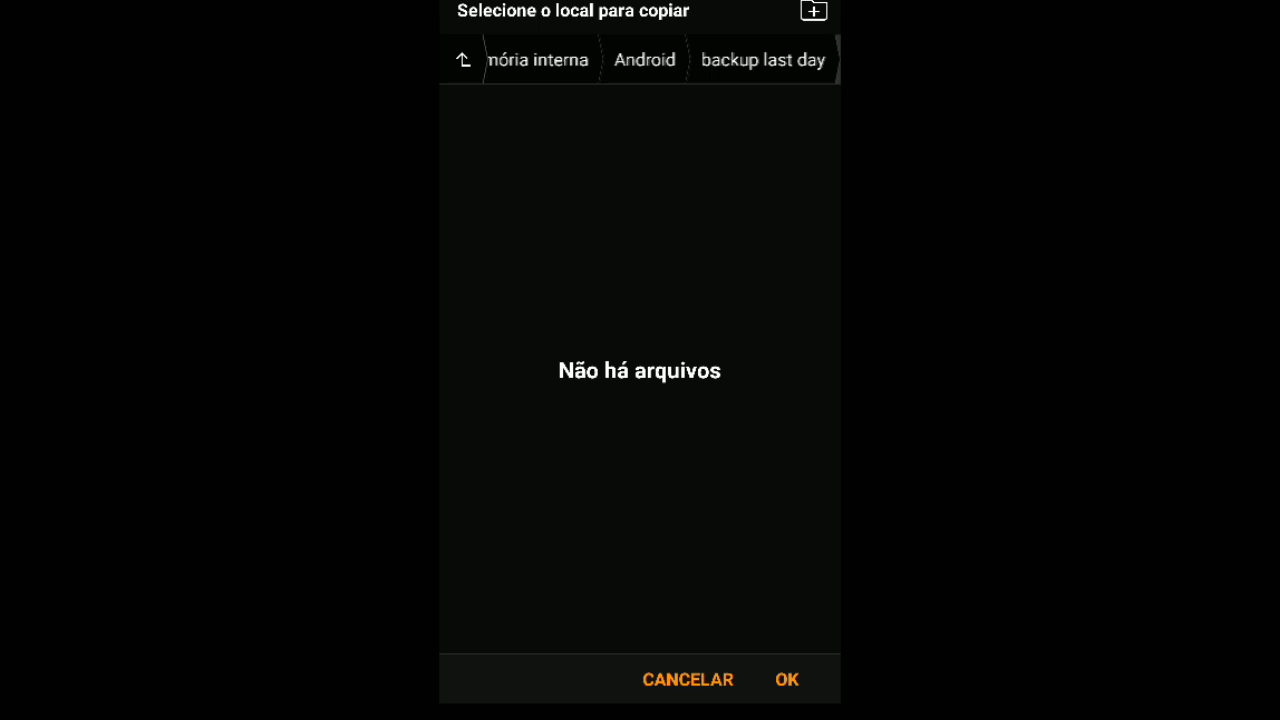 Selecione o local para copiar
mória interna Android backup last day
Não há arquivos
CANCELAR OK